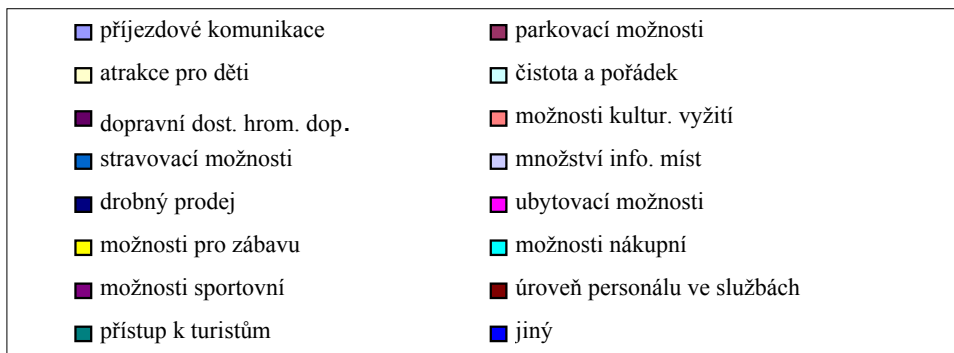 příjezdové komunikace
parkovací možnosti
atrakce pro děti
čistota a pořádek
dopravní dost. hrom. dop.
možnosti kultur. vyžití
stravovací možnosti
množství info. míst
drobný prodej
ubytovací možnosti
možnosti pro zábavu
možnosti nákupní
možnosti sportovní
úroveň personálu ve službách
přístup k turistům
jiný